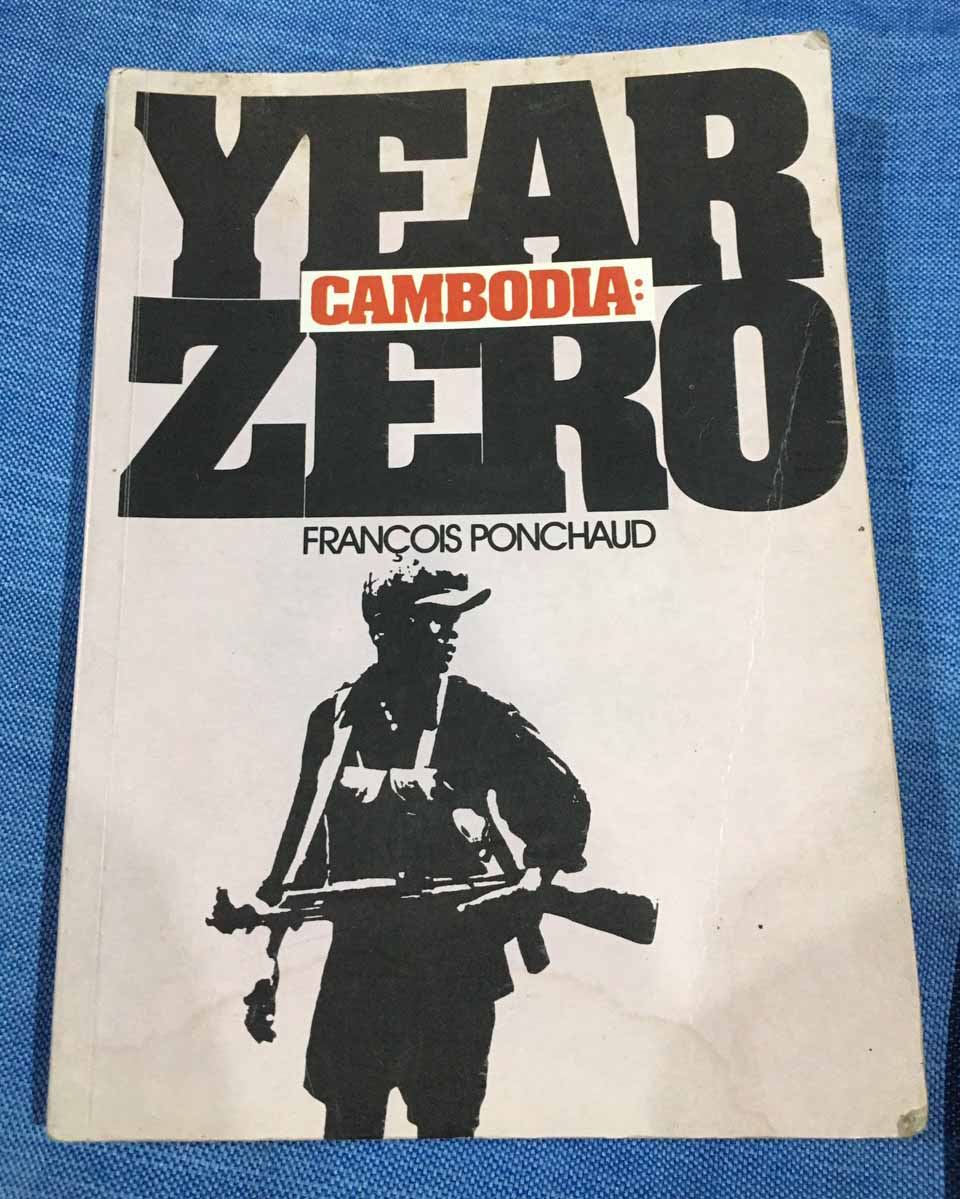 YEAR
CAMBODIA:
ZERO
FRANÇOIS PONCHAUD